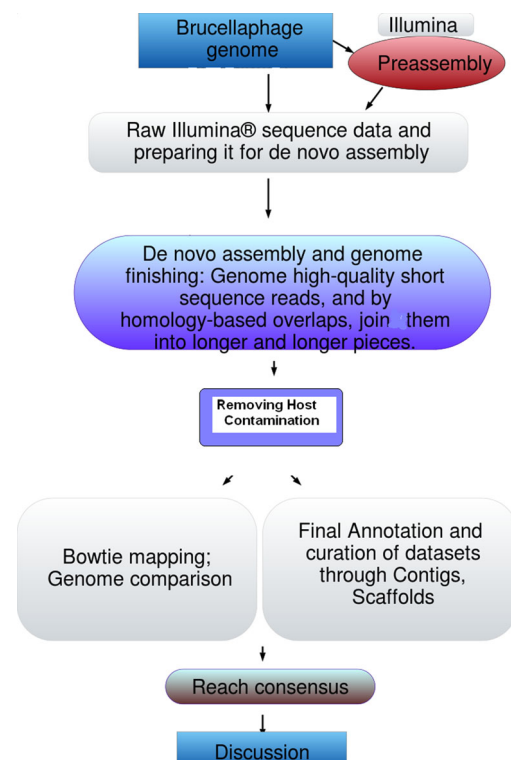 Brucellaphage
genome
Illumina
Preassembly
Raw Illumina® sequence data and
preparing it for de novo assembly
De novo assembly and genome
finishing: Genome high-quality short
sequence reads, and by
homology-based overlaps, join them
into longer and longer pieces.
Removing Host
Contamination
Bowtie mapping;
Genome comparison
Final Annotation and
curation of datasets
through Contigs,
Scaffolds
Reach consensus
Discussion